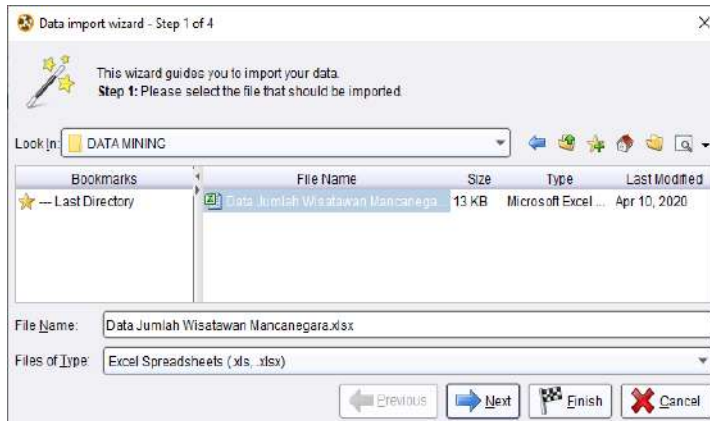 Data import wizard - Step 1 of 4
This wizard guides you to import your data.
Step 1: Please select the file that should be imported
Look In: DATA MINING
Bookmarks File Name Size Type Last Modified
--- Last Directory Data Jumlah Wisatawan Mancanega... 13 KB Microsoft Excel ... Apr 10, 2020
File Name: Data Jumlah Wisatawan Mancanegara.xlsx
Files of Type: Excel Spreadsheets (.xls, .xlsx)
Previous Next Finish Cancel